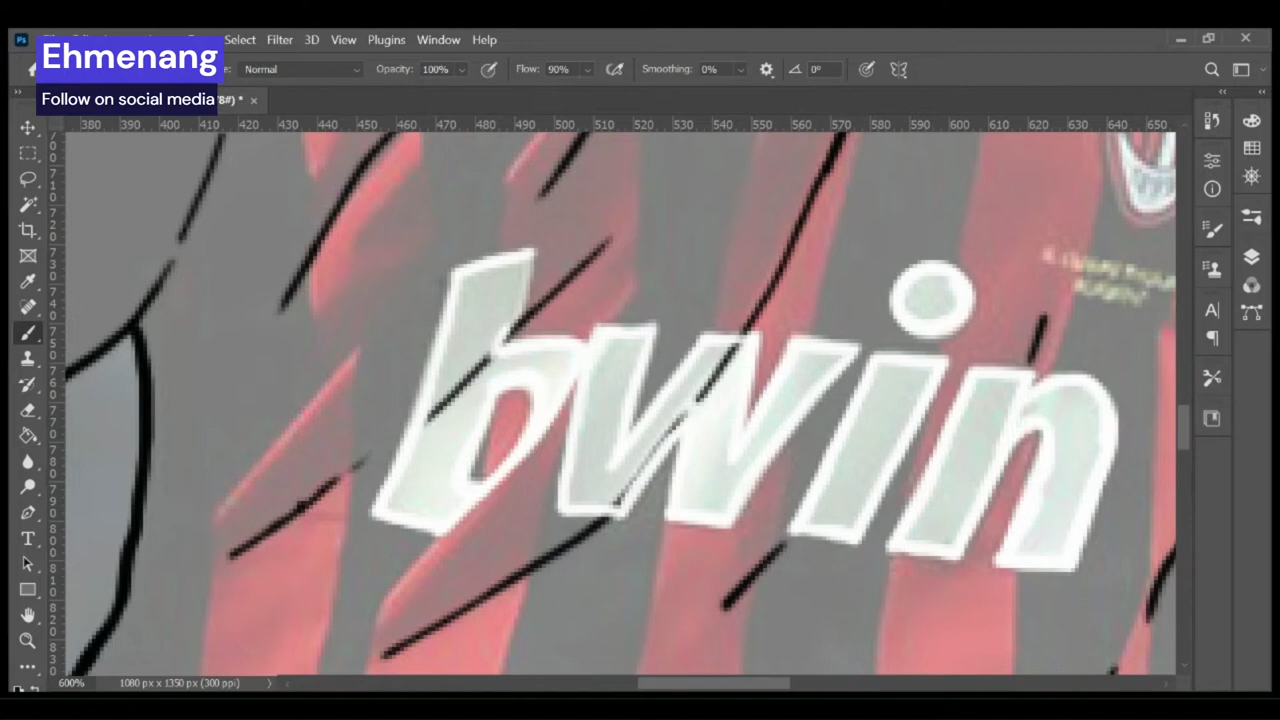 Ps
Select Filter 3D View Plugins Window Help
Ehmenang
Follow on social media
Normal Opacity: 100% Flow: 90% Smoothing: 0% 0°
8#) *
380 390 400 410 420 430 440 450 460 470 480 490 500 510 520 530 540 550 560 570 580 590 600 610 620 630 640 650
bwin
600% 1080 px x 1350 px (300 ppi)